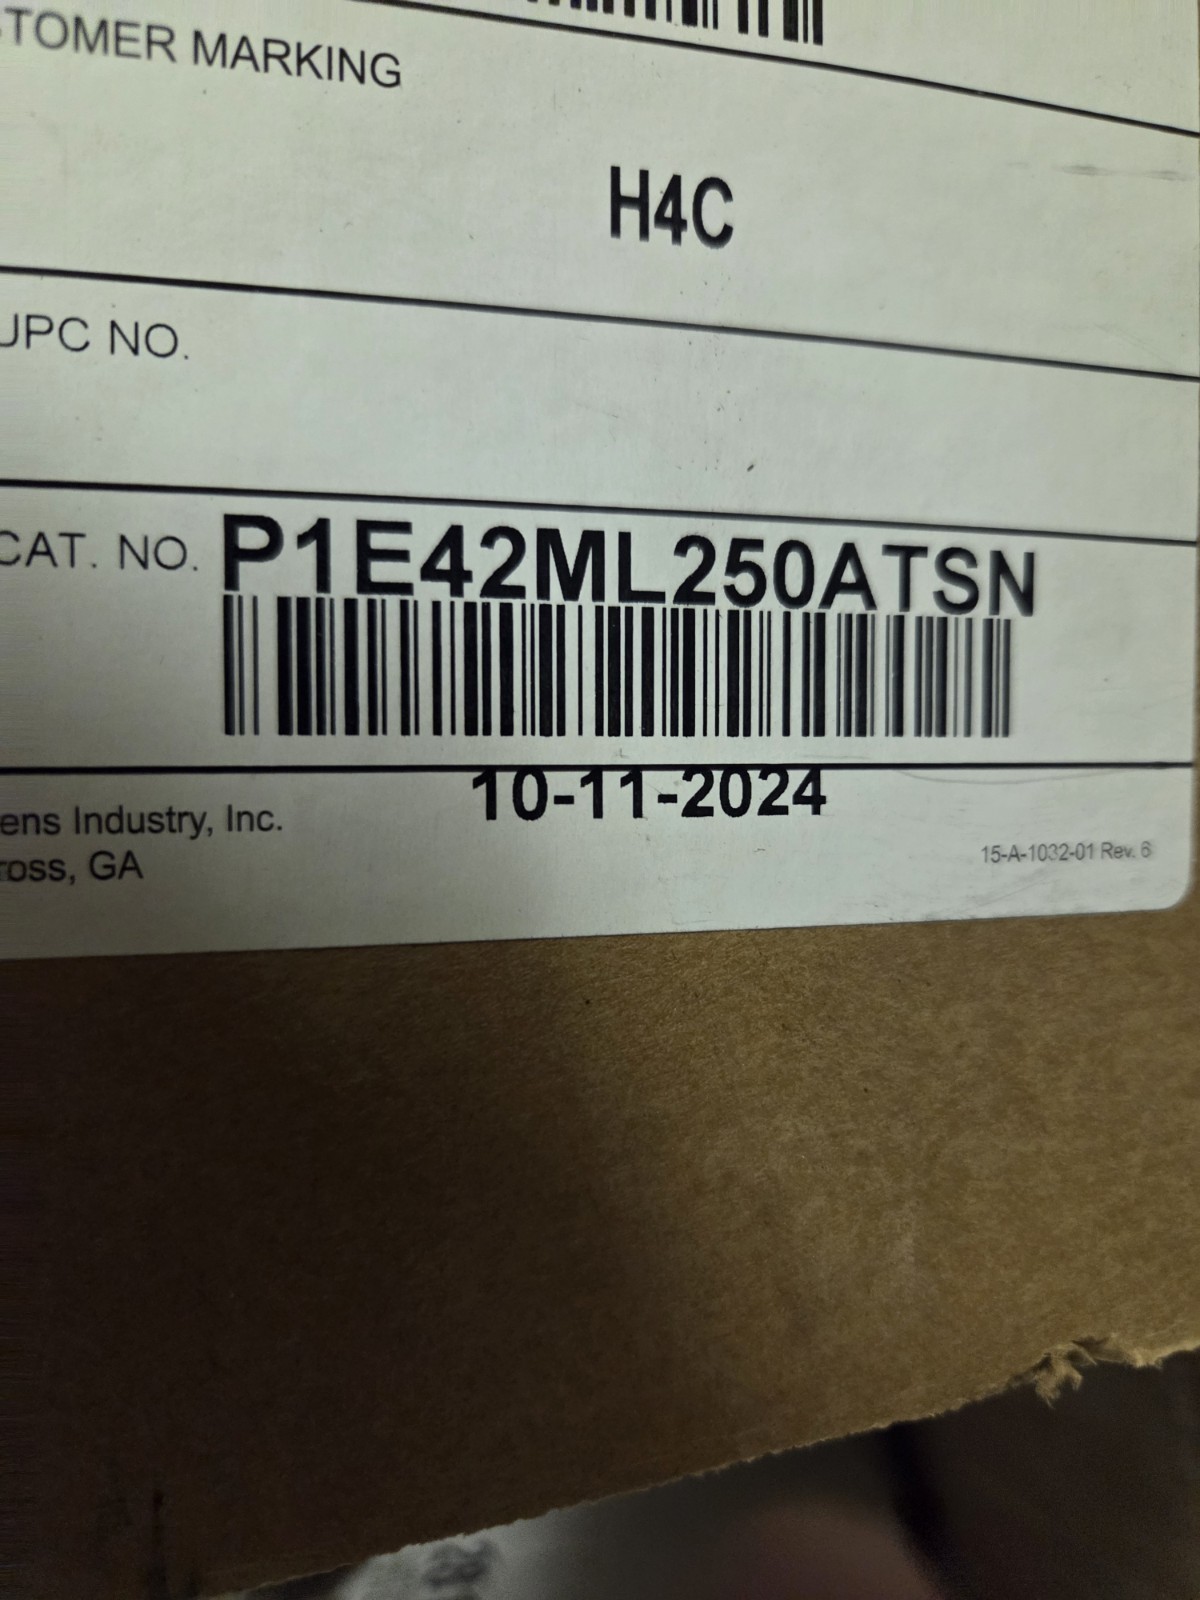 STOMER MARKING
H4C
UPC NO.
CAT. NO. P1E42ML250ATSN
10-11-2024
ens Industry, Inc.
ross, GA
15-A-1032-01 Rev. 6